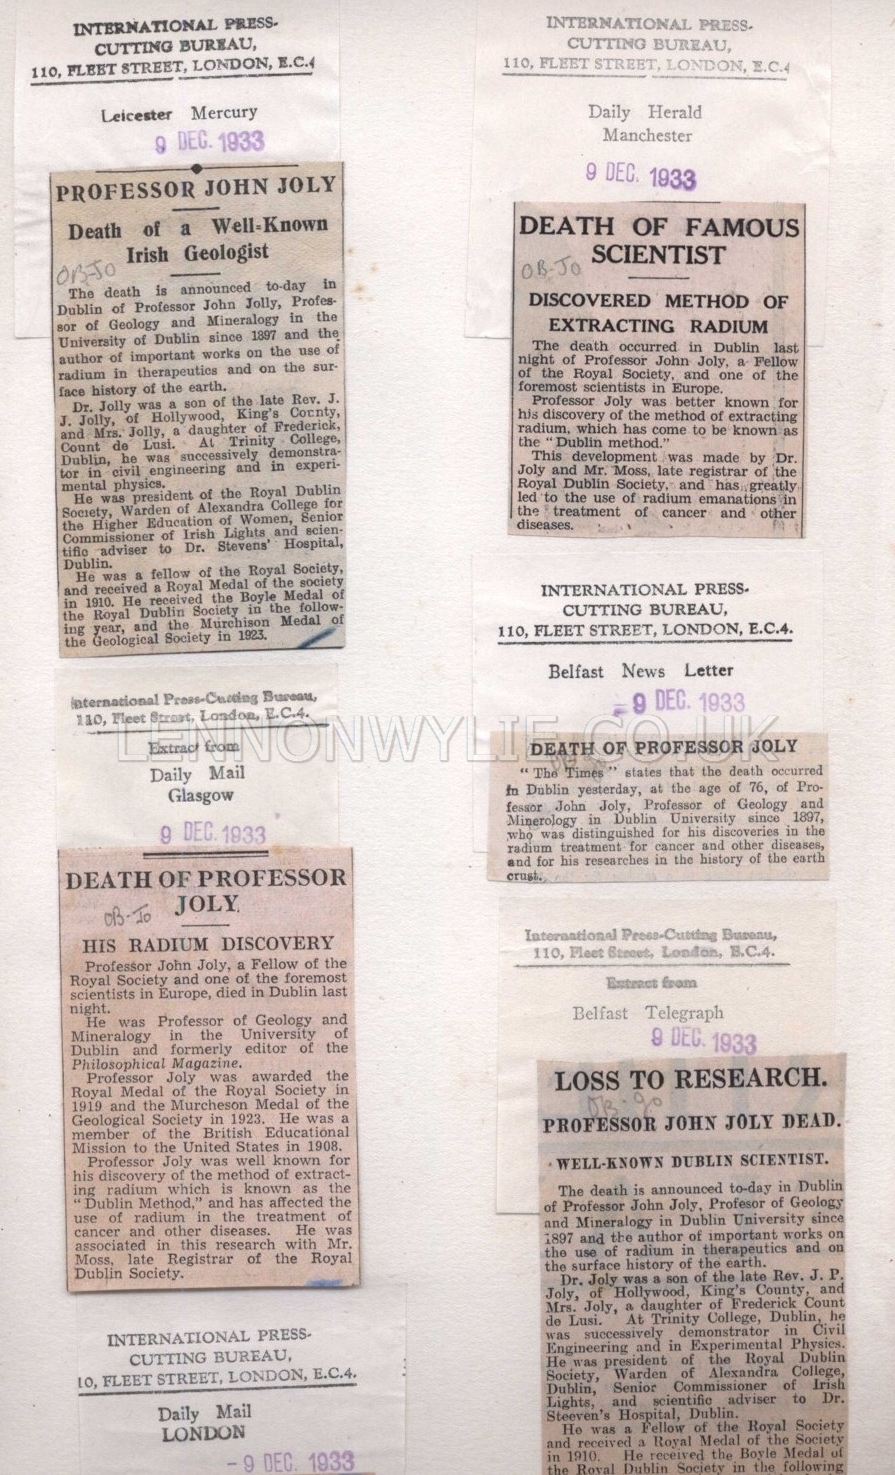 INTERNATIONAL PRESS-
CUTTING BUREAU,
110, FLEET STREET, LONDON, E.C.4
Leicester Mercury
9 DEC. 1933
PROFESSOR JOHN JOLY
Death of a Well-Known
Irish Geologist
OB-JO
The death is announced to-day in
Dublin of Professor John Jolly, Profes-
sor of Geology and Mineralogy in the
University of Dublin since 1897 and the
author of important works on the use of
radium in therapeutics and on the sur-
face history of the earth.
Dr. Jolly was a son of the late Rev. J.
J. Jolly, of Hollywood, King's County,
and Mrs. Jolly, a daughter of Frederick,
Count de Lusi. At Trinity College,
Dublin, he was successively demonstra-
tor in civil engineering and in experi-
mental physics.
He was president of the Royal Dublin
Society, Warden of Alexandra College for
the Higher Education of Women, Senior
Commissioner of Irish Lights and scien-
tific adviser to Dr. Stevens' Hospital,
Dublin.
He was a fellow of the Royal Society,
and received a Royal Medal of the society
in 1910. He received the Boyle Medal of
the Royal Dublin Society in the follow-
ing year, and the Murchison Medal of
the Geological Society in 1923.
International Press-Cutting Bureau,
110, Fleet Street, London, E.C.4.
Extract from
Daily Mail
Glasgow
9 DEC. 1933
DEATH OF PROFESSOR
JOLY.
OB-JO
HIS RADIUM DISCOVERY
Professor John Joly, a Fellow of the
Royal Society and one of the foremost
scientists in Europe, died in Dublin last
night.
He was Professor of Geology and
Mineralogy in the University of
Dublin and formerly editor of the
Philosophical Magazine.
Professor Joly was awarded the
Royal Medal of the Royal Society in
1919 and the Murcheson Medal of the
Geological Society in 1923. He was a
member of the British Educational
Mission to the United States in 1908.
Professor Joly was well known for
his discovery of the method of extract-
ing radium which is known as the
"Dublin Method," and has affected the
use of radium in the treatment of
cancer and other diseases. He was
associated in this research with Mr.
Moss, late Registrar of the Royal
Dublin Society.
INTERNATIONAL PRESS-
CUTTING BUREAU,
10, FLEET STREET, LONDON, E.C.4.
Daily Mail
LONDON
- 9 DEC. 1933
INTERNATIONAL PRESS-
CUTTING BUREAU,
110, FLEET STREET, LONDON, E.C.4
Daily Herald
Manchester
9 DEC. 1933
DEATH OF FAMOUS
SCIENTIST
OB-JO
DISCOVERED METHOD OF
EXTRACTING RADIUM
The death occurred in Dublin last
night of Professor John Joly, a Fellow
of the Royal Society, and one of the
foremost scientists in Europe.
Professor Joly was better known for
his discovery of the method of extracting
radium, which has come to be known as
the "Dublin method."
This development was made by Dr.
Joly and Mr. Moss, late registrar of the
Royal Dublin Society, and has greatly
led to the use of radium emanations in
the treatment of cancer and other
diseases.
INTERNATIONAL PRESS-
CUTTING BUREAU,
110, FLEET STREET, LONDON, E.C.4.
Belfast News Letter
-9 DEC. 1933
DEATH OF PROFESSOR JOLY
"The Times" states that the death occurred
in Dublin yesterday, at the age of 76, of Pro-
fessor John Joly, Professor of Geology and
Minerology in Dublin University since 1897,
who was distinguished for his discoveries in the
radium treatment for cancer and other diseases,
and for his researches in the history of the earth
crust.
International Press-Cutting Bureau,
110, Fleet Street, London, E.C.4.
Extract from
Belfast Telegraph
9 DEC. 1933
LOSS TO RESEARCH.
OB-JO
PROFESSOR JOHN JOLY DEAD.
WELL-KNOWN DUBLIN SCIENTIST.
The death is announced to-day in Dublin
of Professor John Joly, Profesor of Geology
and Mineralogy in Dublin University since
1897 and the author of important works on
the use of radium in therapeutics and on
the surface history of the earth.
Dr. Joly was a son of the late Rev. J. P.
Joly, of Hollywood, King's County, and
Mrs. Joly, a daughter of Frederick Count
de Lusi. At Trinity College, Dublin, he
was successively demonstrator in Civil
Engineering and in Experimental Physics.
He was president of the Royal Dublin
Society, Warden of Alexandra College,
Dublin, Senior Commissioner of Irish
Lights, and scientific adviser to Dr.
Steeven's Hospital, Dublin.
He was a Fellow of the Royal Society
and received a Royal Medal of the Society
in 1910. He received the Boyle Medal of
the Royal Dublin Society in the following
LENNONWYLIE.CO.UK